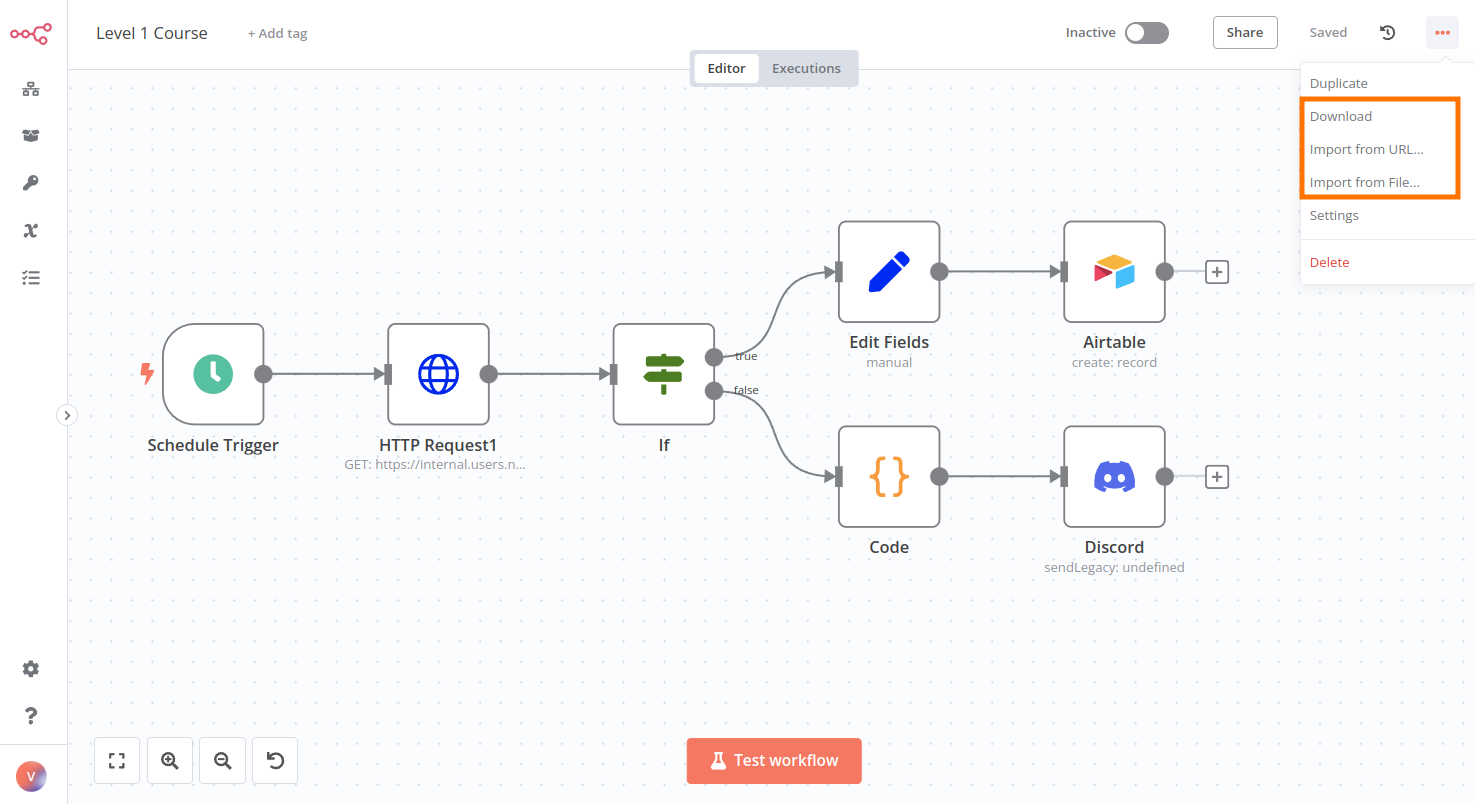 Level 1 Course
+ Add tag
Inactive
Share
Saved
Editor
Executions
Duplicate
Download
Import from URL...
Import from File...
Settings
Delete
true
false
Edit Fields
manual
Airtable
create: record
Schedule Trigger
HTTP Request1
GET: https://internal.users.n...
If
Code
Discord
sendLegacy: undefined
Test workflow
V